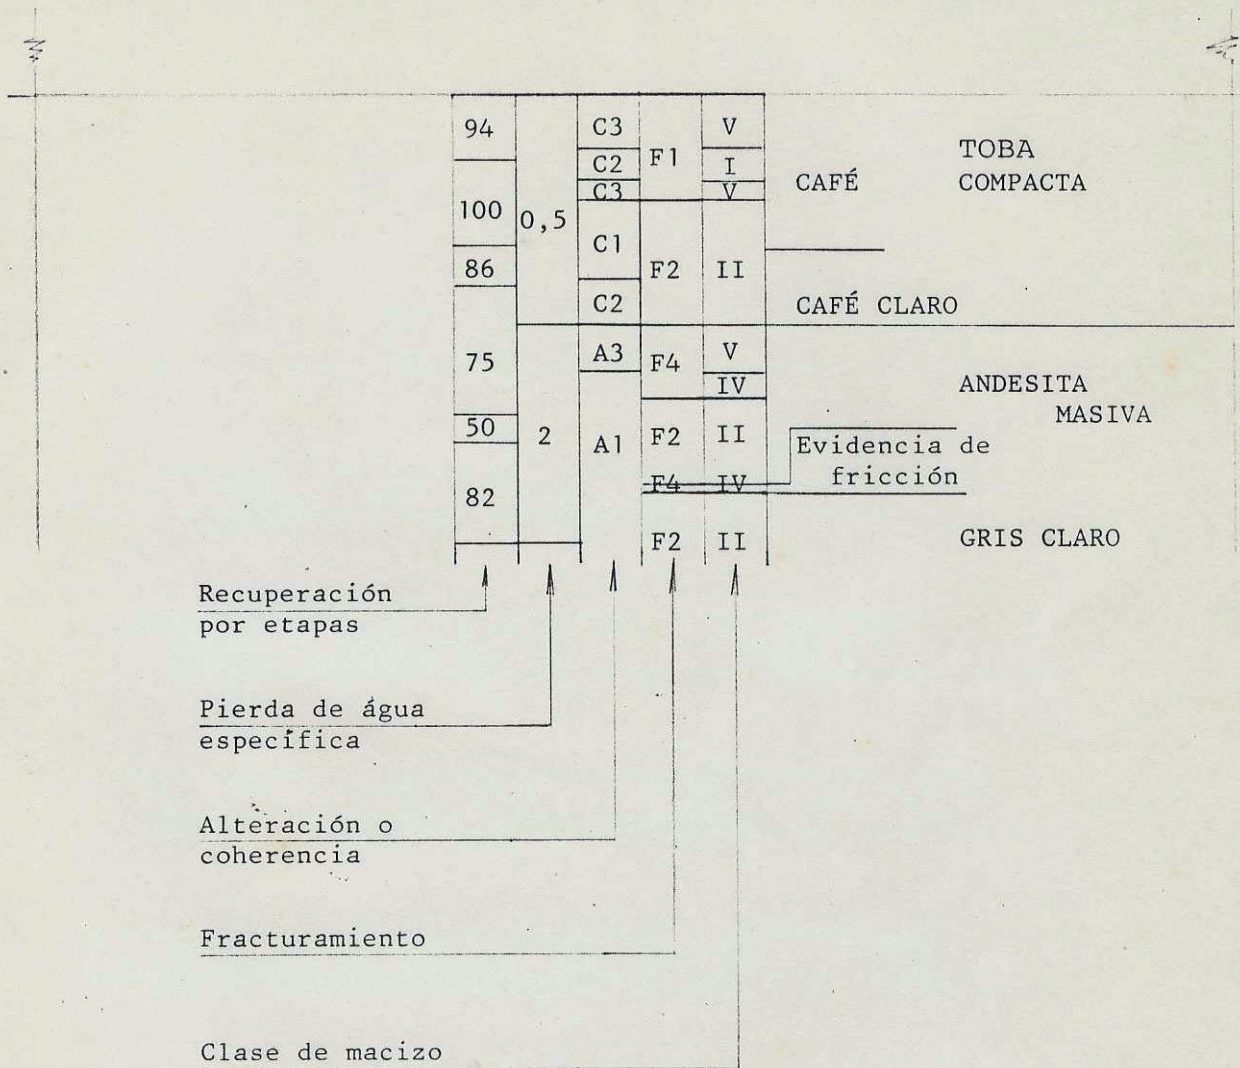 94
100
86
75
50
82
0,5
2
C3
C2
C3
C1
C2
A3
A1
F1
F2
F4
F2
F4
F2
V
I
V
II
V
IV
II
IV
II
CAFÉ
CAFÉ CLARO
TOBA
COMPACTA
ANDESITA
MASIVA
Evidencia de
fricción
GRIS CLARO
Recuperación
por etapas
Pierda de água
específica
Alteración o
coherencia
Fracturamiento
Clase de macizo